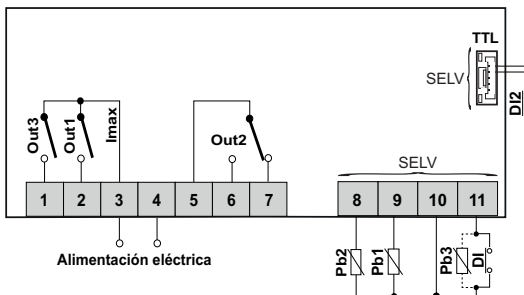 TTL
SELV
DI2
Out3
Out1
Imax
Out2
SELV
1 2 3 4 5 6 7 8 9 10 11
Alimentación eléctrica
Pb2
Pb1
Pb3
DI